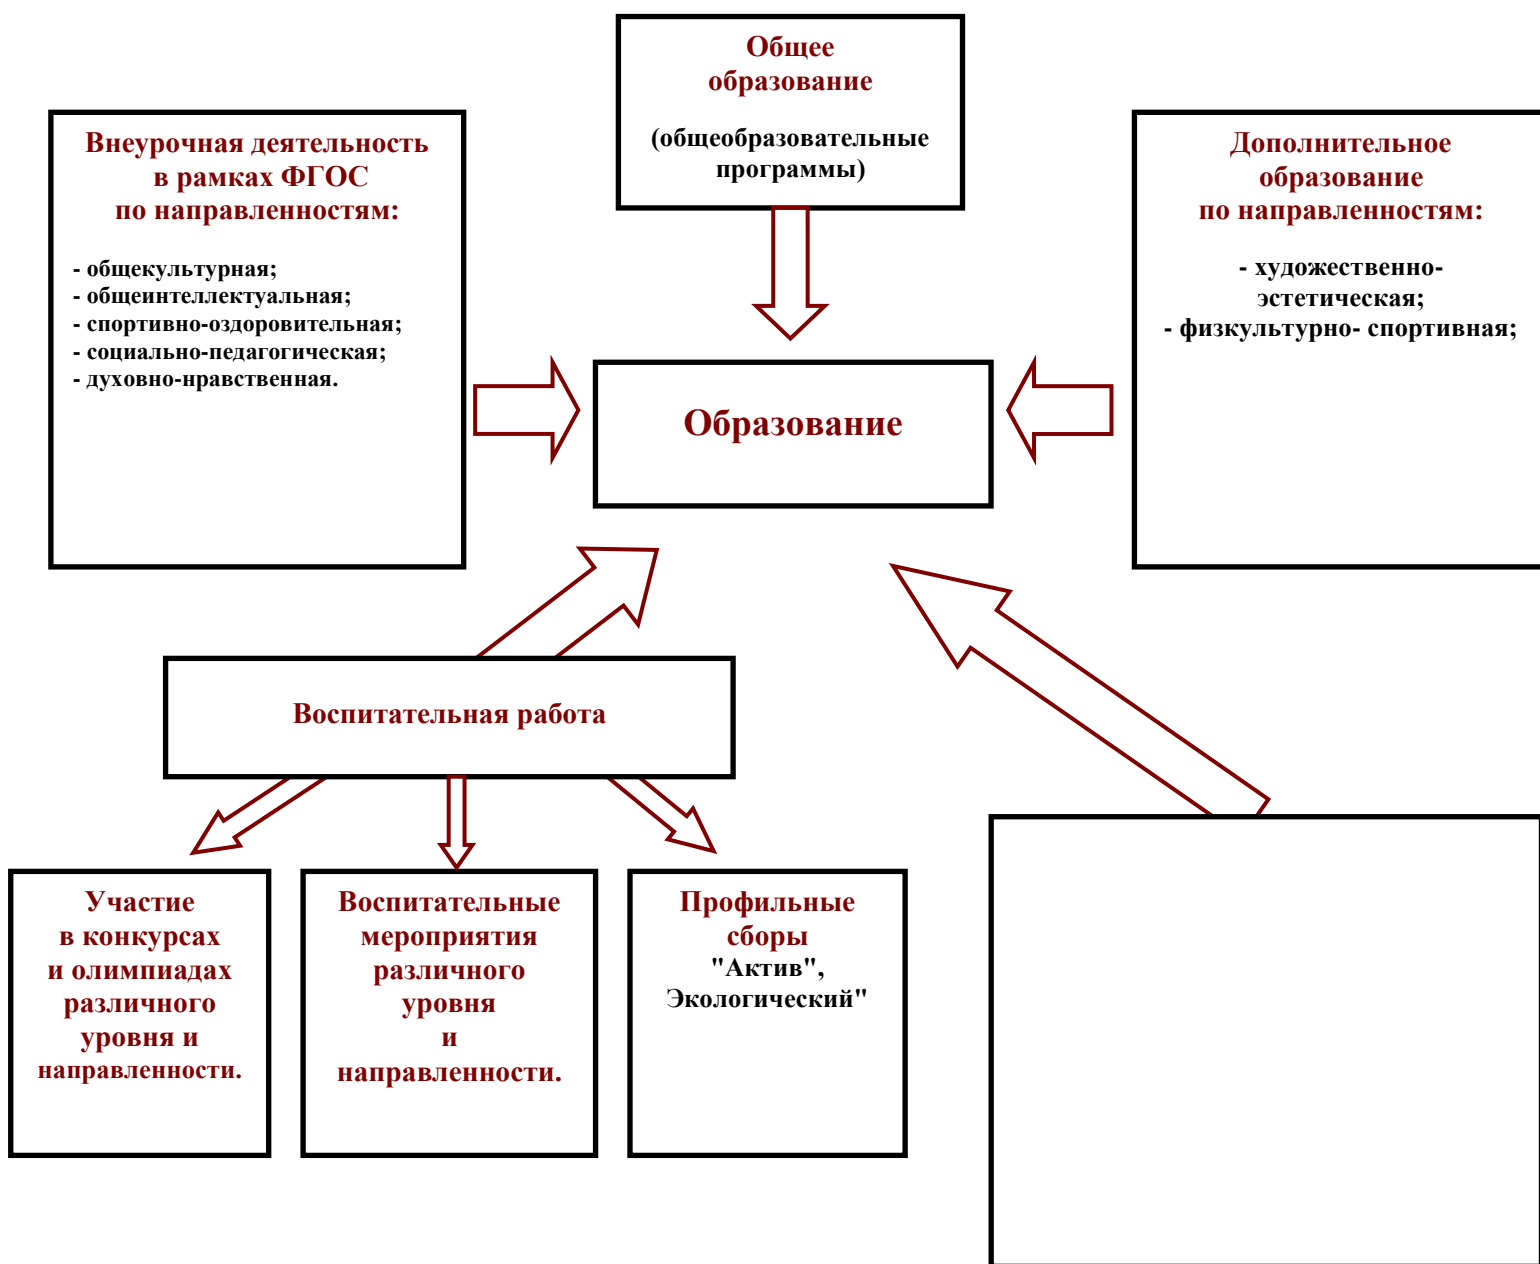 Общее
образование
(общеобразовательные
программы)
Внеурочная деятельность
в рамках ФГОС
по направленностям:
- общекультурная;
- общеинтеллектуальная;
- спортивно-оздоровительная;
- социально-педагогическая;
- духовно-нравственная.
Дополнительное
образование
по направленностям:
- художественно-
эстетическая;
- физкультурно- спортивная;
Образование
Воспитательная работа
Участие
в конкурсах
и олимпиадах
различного
уровня и
направленности.
Воспитательные
мероприятия
различного
уровня
и
направленности.
Профильные
сборы
"Актив",
Экологический"